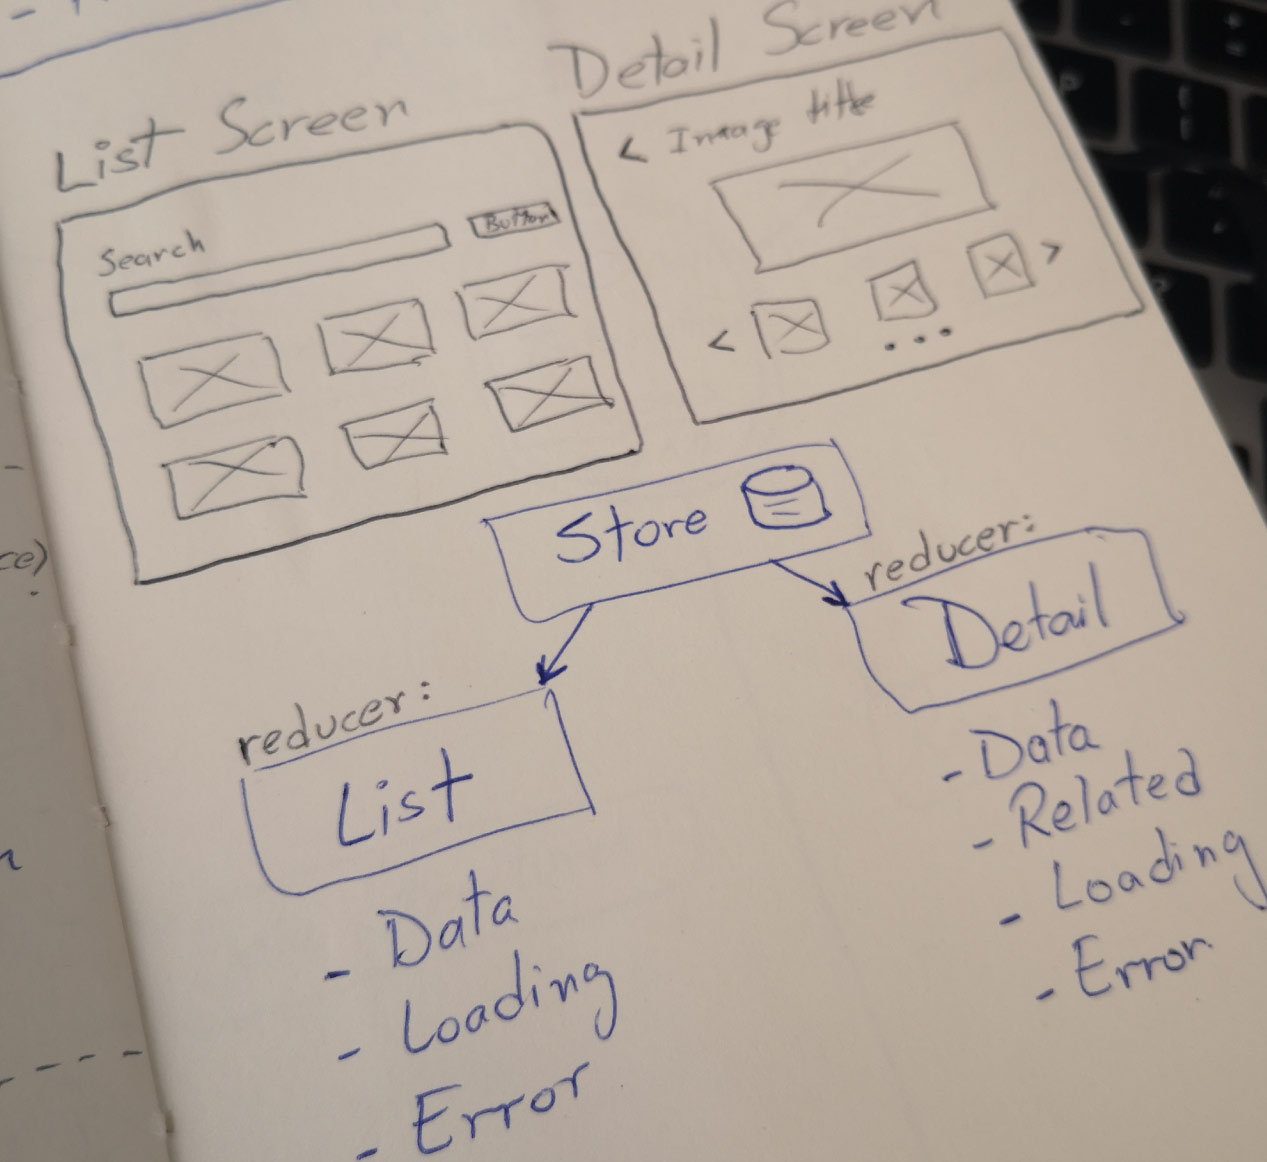 List Screen
Search
Button
Detail Screen
< Image title
<
>
...
Store
reducer:
List
- Data
- Loading
- Error
reducer:
Detail
- Data
- Related
- Loading
- Error
ce)